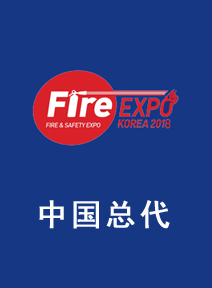 Fire EXPO
FIRE & SAFETY EXPO KOREA 2018
中国总代